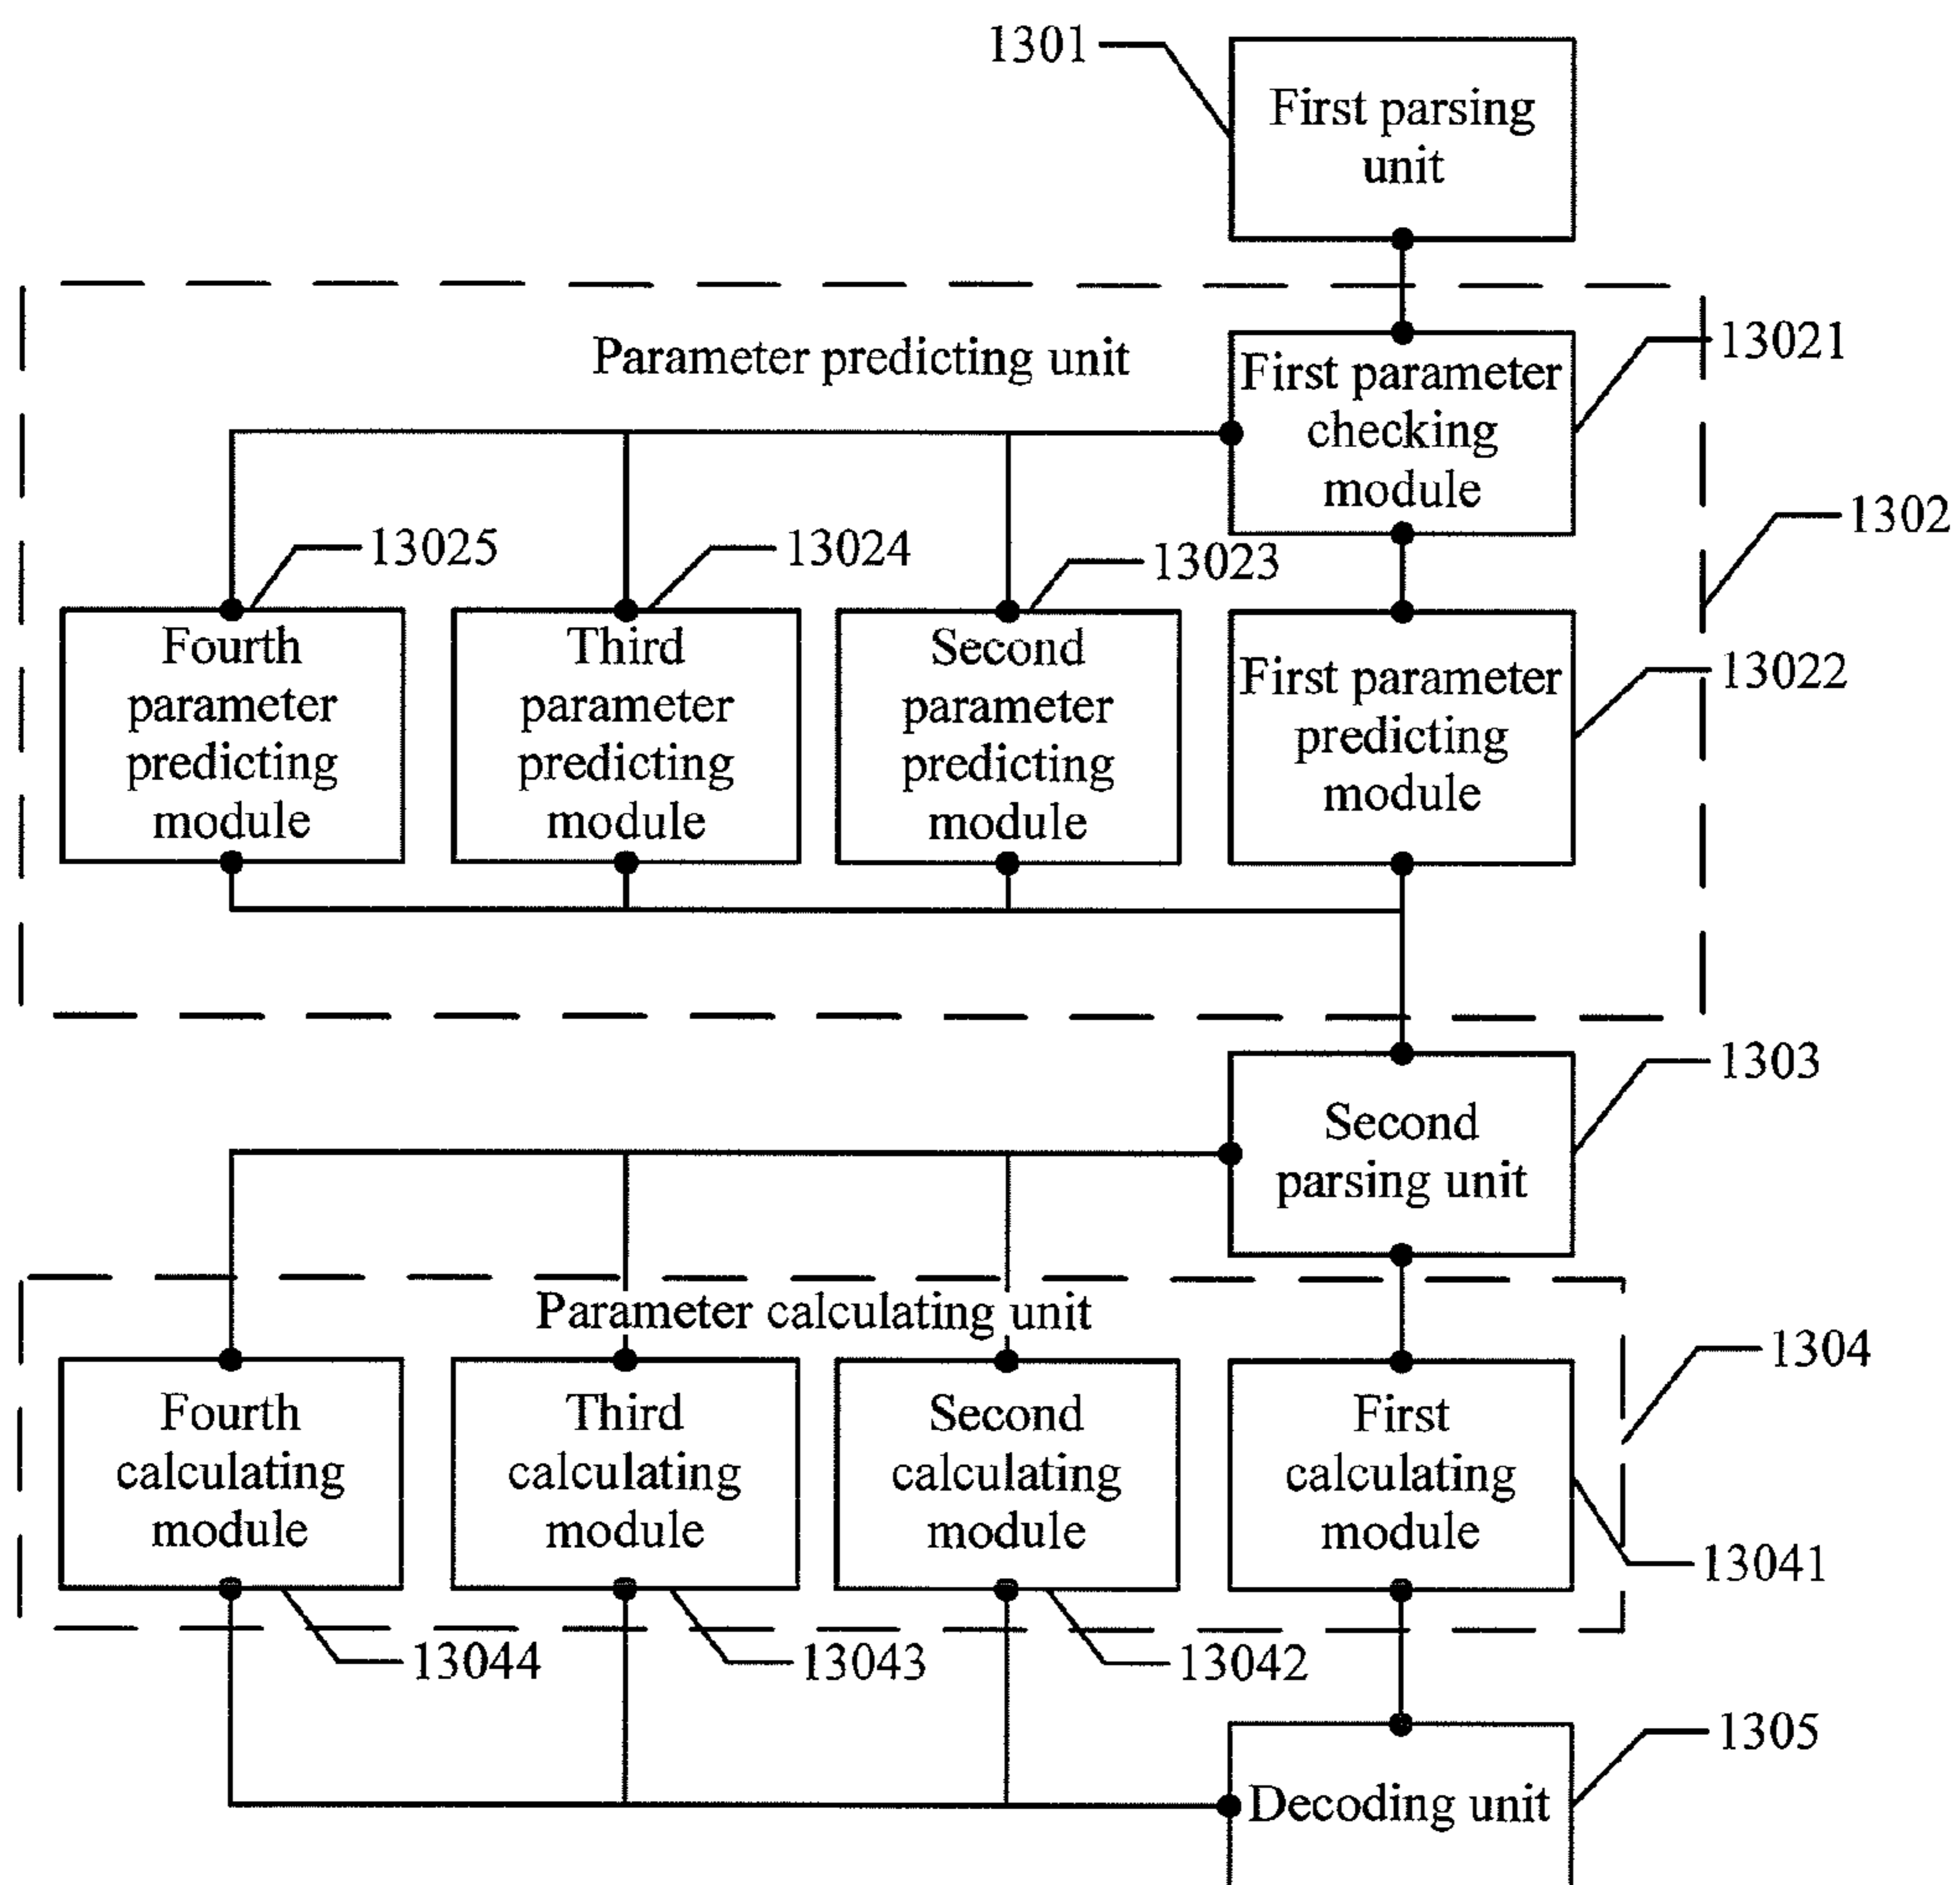 1301
First parsing
unit
Parameter predicting unit
First parameter
checking
module
13021
1302
13025
13024
13023
Fourth
parameter
predicting
module
Third
parameter
predicting
module
Second
parameter
predicting
module
First parameter
predicting
module
13022
Second
parsing unit
1303
Parameter calculating unit
1304
Fourth
calculating
module
Third
calculating
module
Second
calculating
module
First
calculating
module
13041
13044
13043
13042
Decoding unit
1305